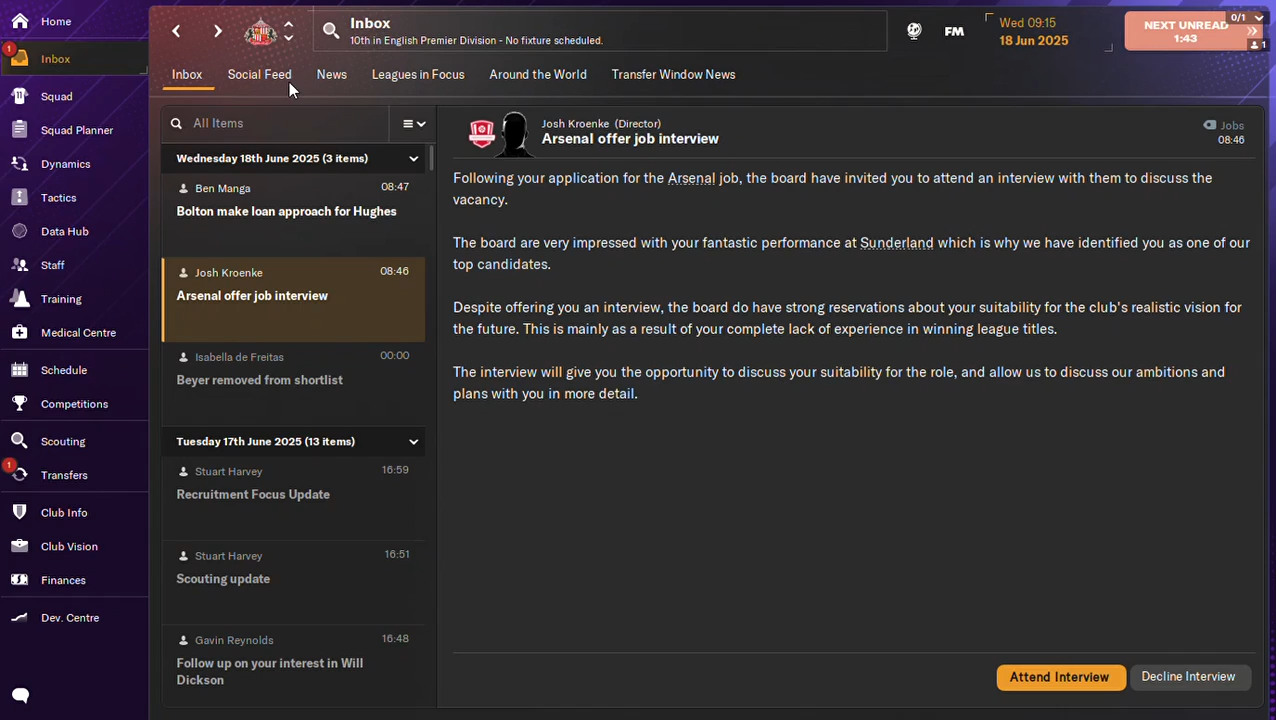 Home
1
Inbox
Squad
Squad Planner
Dynamics
Tactics
Data Hub
Staff
Training
Medical Centre
Schedule
Competitions
Scouting
1
Transfers
Club Info
Club Vision
Finances
Dev. Centre
Inbox
10th in English Premier Division - No fixture scheduled.
FM
Wed 09:15
18 Jun 2025
NEXT UNREAD
1:43
0/1
1
Inbox Social Feed News Leagues in Focus Around the World Transfer Window News
All Items
Wednesday 18th June 2025 (3 items)
Ben Manga 08:47
Bolton make loan approach for Hughes
Josh Kroenke 08:46
Arsenal offer job interview
Isabella de Freitas 00:00
Beyer removed from shortlist
Tuesday 17th June 2025 (13 items)
Stuart Harvey 16:59
Recruitment Focus Update
Stuart Harvey 16:51
Scouting update
Gavin Reynolds 16:48
Follow up on your interest in Will
Dickson
Josh Kroenke (Director)
Arsenal offer job interview
Jobs
08:46
Following your application for the Arsenal job, the board have invited you to attend an interview with them to discuss the
vacancy.
The board are very impressed with your fantastic performance at Sunderland which is why we have identified you as one of our
top candidates.
Despite offering you an interview, the board do have strong reservations about your suitability for the club's realistic vision for
the future. This is mainly as a result of your complete lack of experience in winning league titles.
The interview will give you the opportunity to discuss your suitability for the role, and allow us to discuss our ambitions and
plans with you in more detail.
Attend Interview Decline Interview